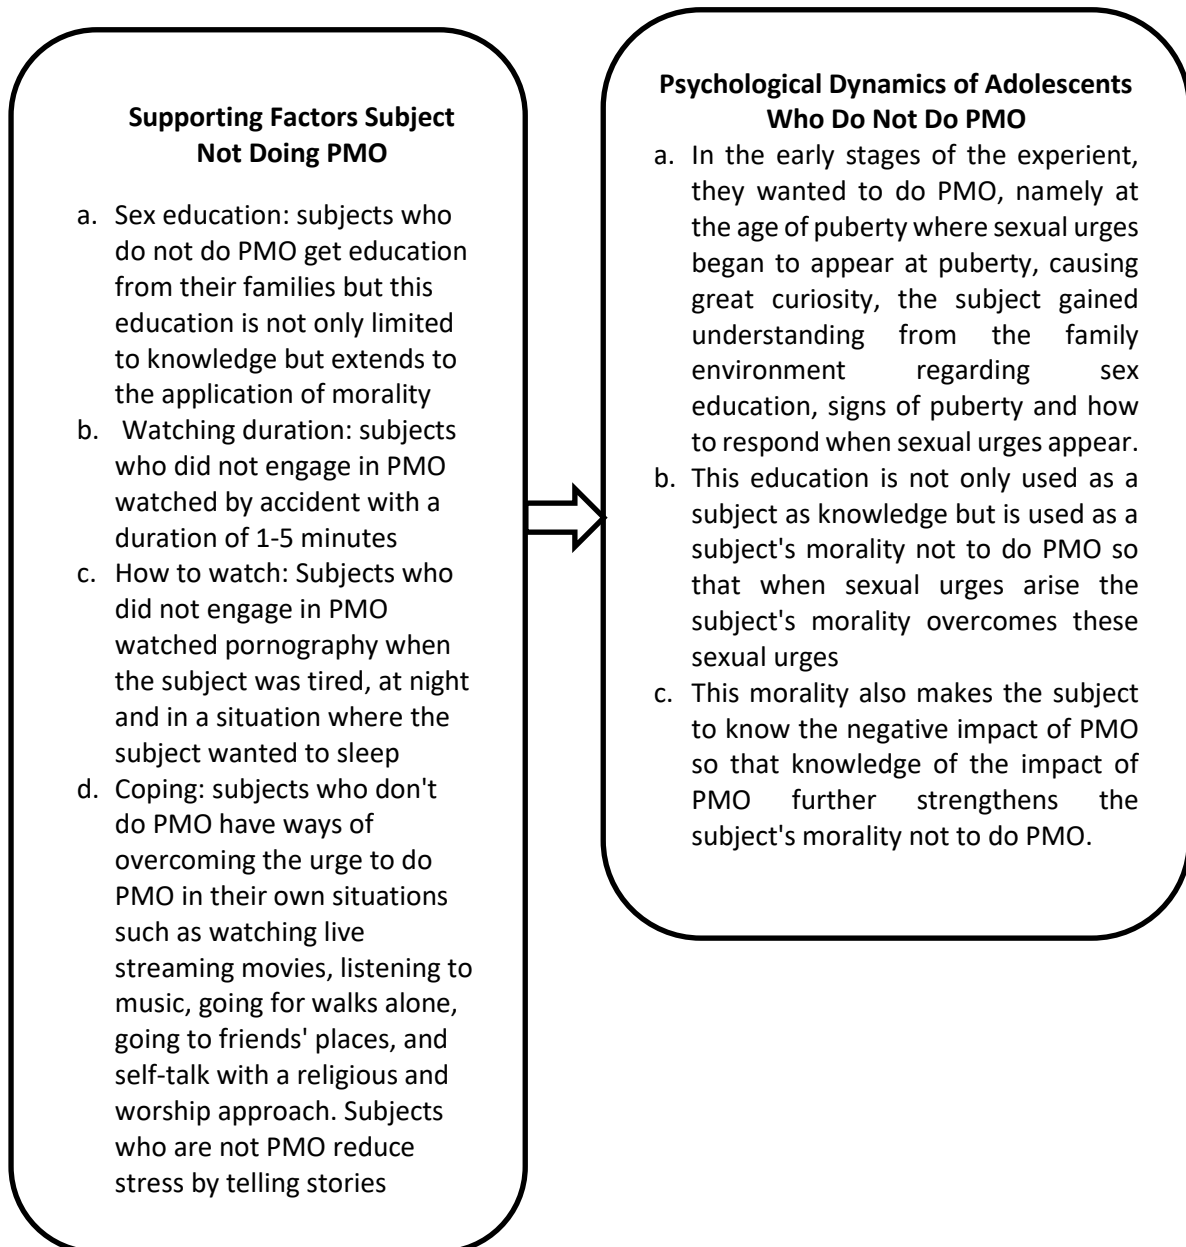 Supporting Factors Subject
Not Doing PMO
a. Sex education: subjects who
do not do PMO get education
from their families but this
education is not only limited
to knowledge but extends to
the application of morality
b. Watching duration: subjects
who did not engage in PMO
watched by accident with a
duration of 1-5 minutes
c. How to watch: Subjects who
did not engage in PMO
watched pornography when
the subject was tired, at night
and in a situation where the
subject wanted to sleep
d. Coping: subjects who don't
do PMO have ways of
overcoming the urge to do
PMO in their own situations
such as watching live
streaming movies, listening to
music, going for walks alone,
going to friends' places, and
self-talk with a religious and
worship approach. Subjects
who are not PMO reduce
stress by telling stories
Psychological Dynamics of Adolescents
Who Do Not Do PMO
a. In the early stages of the experient,
they wanted to do PMO, namely at
the age of puberty where sexual urges
began to appear at puberty, causing
great curiosity, the subject gained
understanding from the family
environment regarding sex
education, signs of puberty and how
to respond when sexual urges appear.
b. This education is not only used as a
subject as knowledge but is used as a
subject's morality not to do PMO so
that when sexual urges arise the
subject's morality overcomes these
sexual urges
c. This morality also makes the subject
to know the negative impact of PMO
so that knowledge of the impact of
PMO further strengthens the
subject's morality not to do PMO.